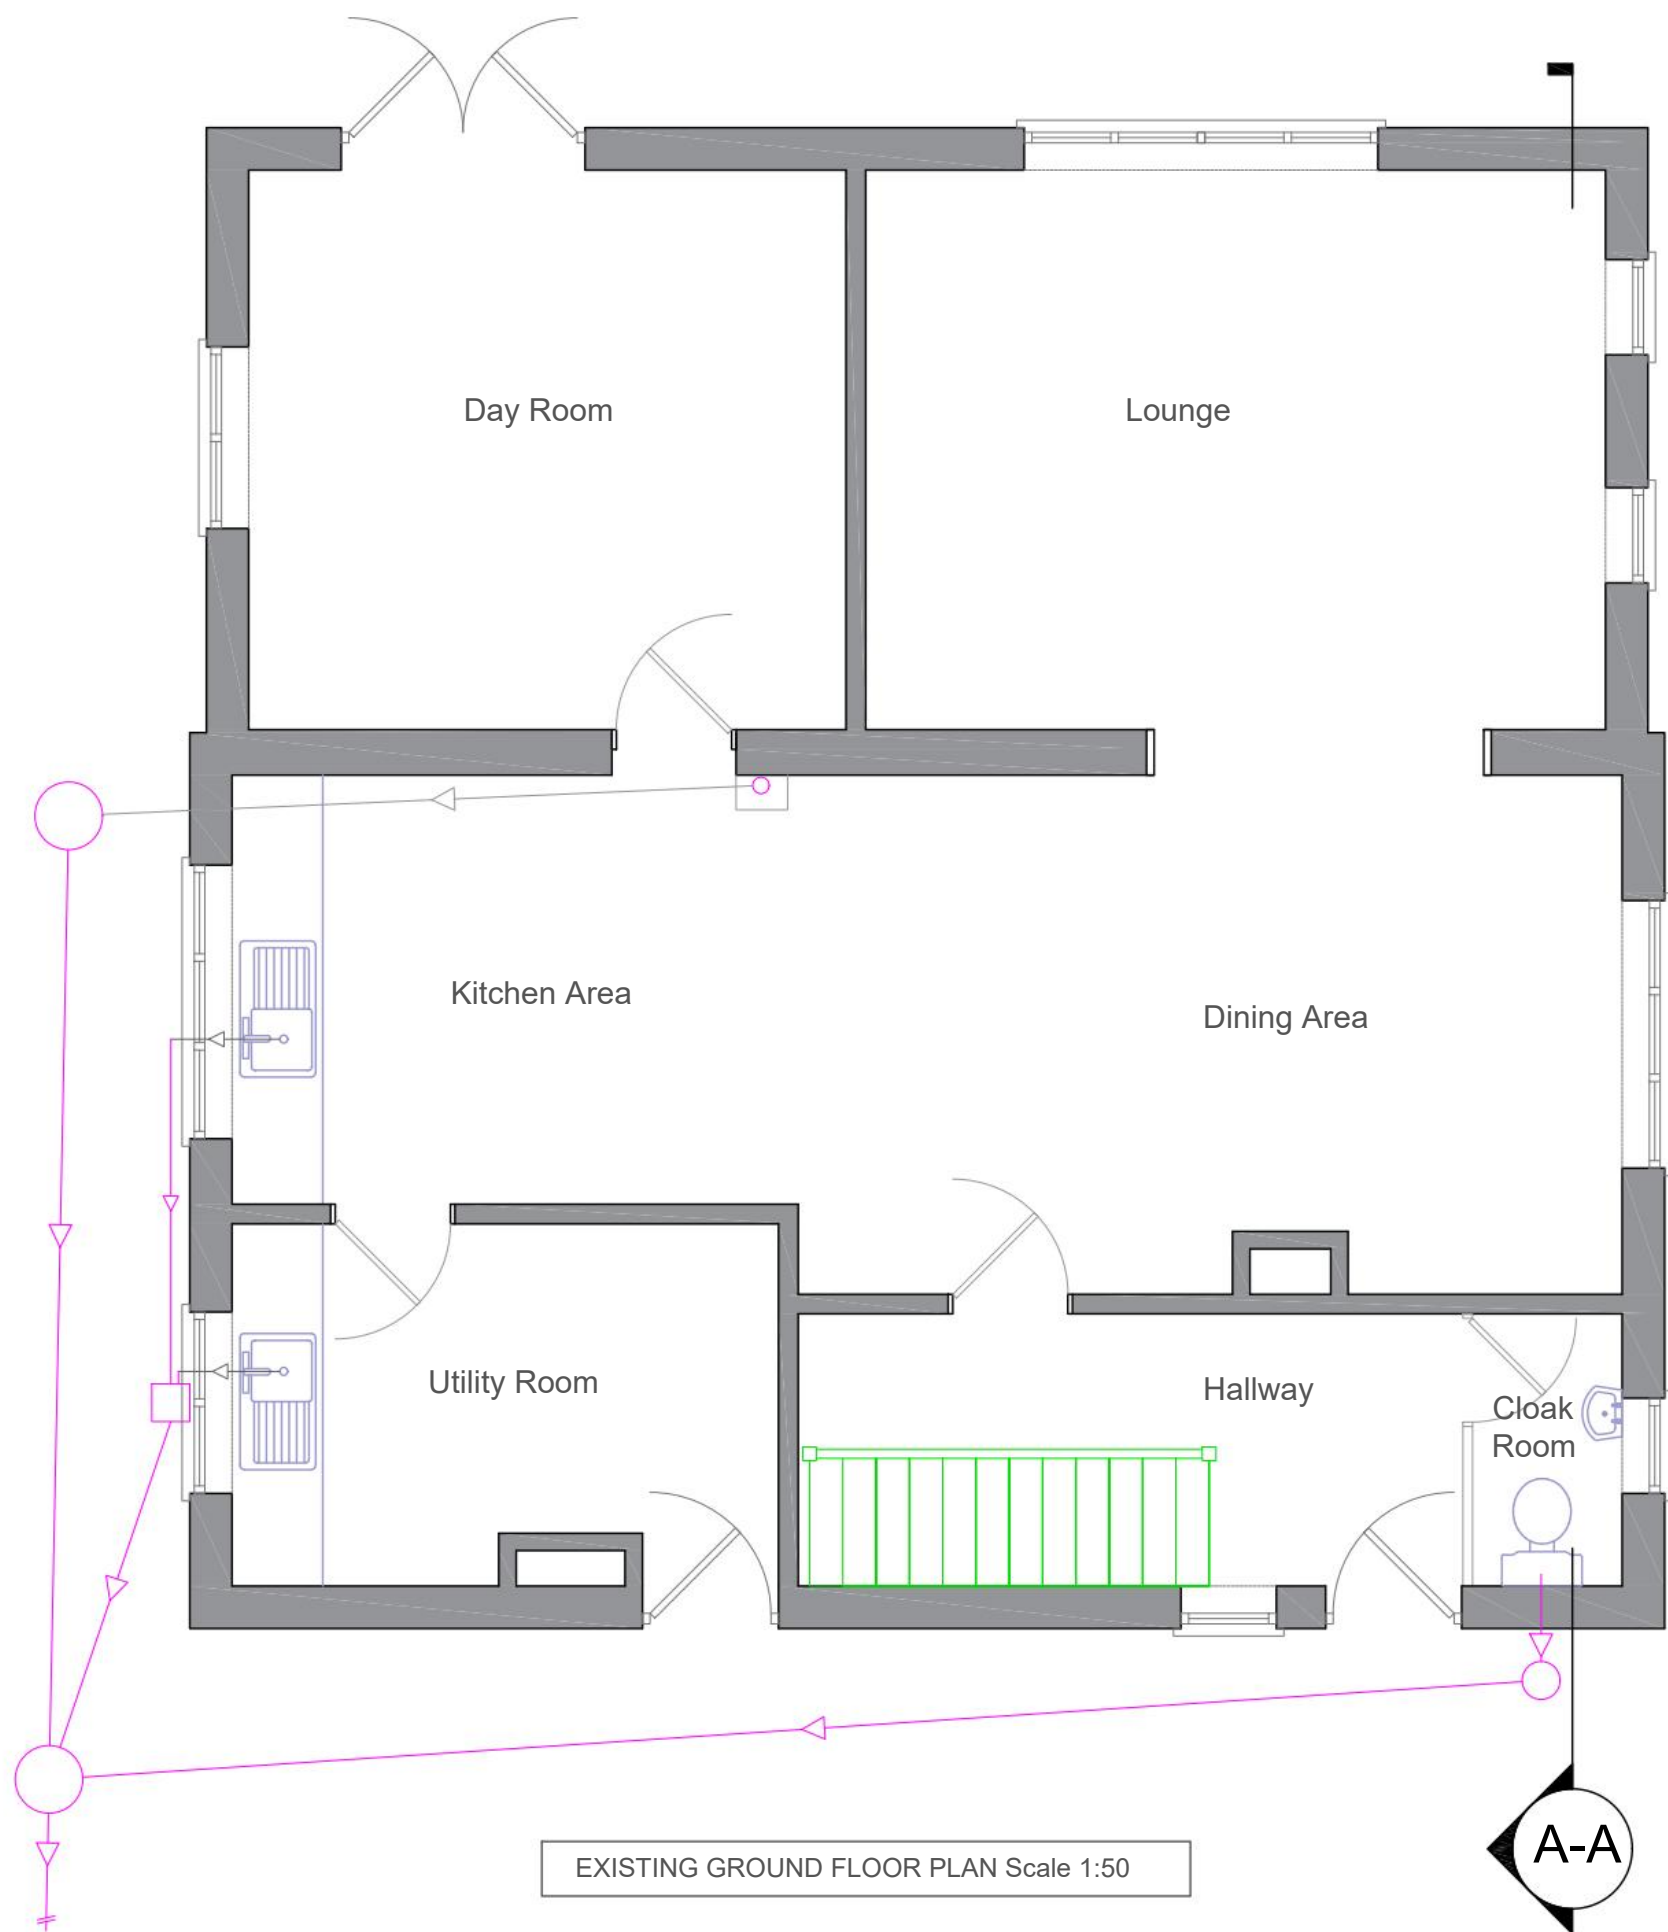 Day Room
Lounge
Kitchen Area
Dining Area
Utility Room
Hallway
Cloak
Room
EXISTING GROUND FLOOR PLAN Scale 1:50
A-A